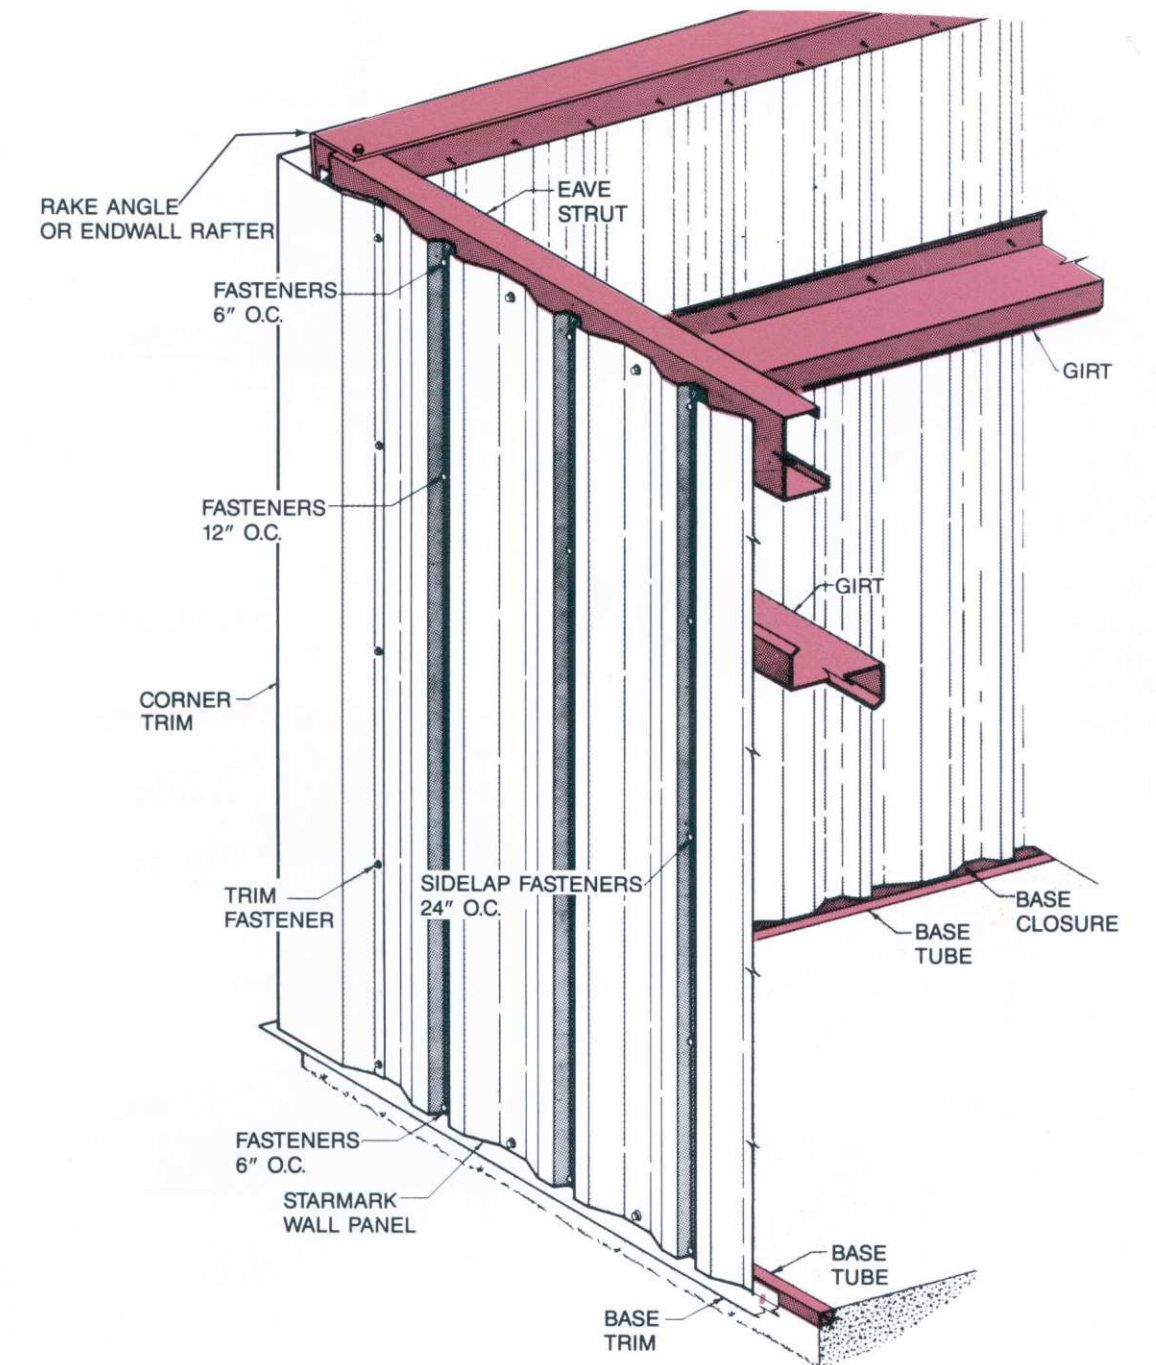 RAKE ANGLE
OR ENDWALL RAFTER
EAVE
STRUT
FASTENERS
6" O.C.
GIRT
FASTENERS
12" O.C.
GIRT
CORNER
TRIM
TRIM
FASTENER
SIDELAP FASTENERS
24" O.C.
BASE
CLOSURE
BASE
TUBE
FASTENERS
6" O.C.
STARMARK
WALL PANEL
BASE
TUBE
BASE
TRIM